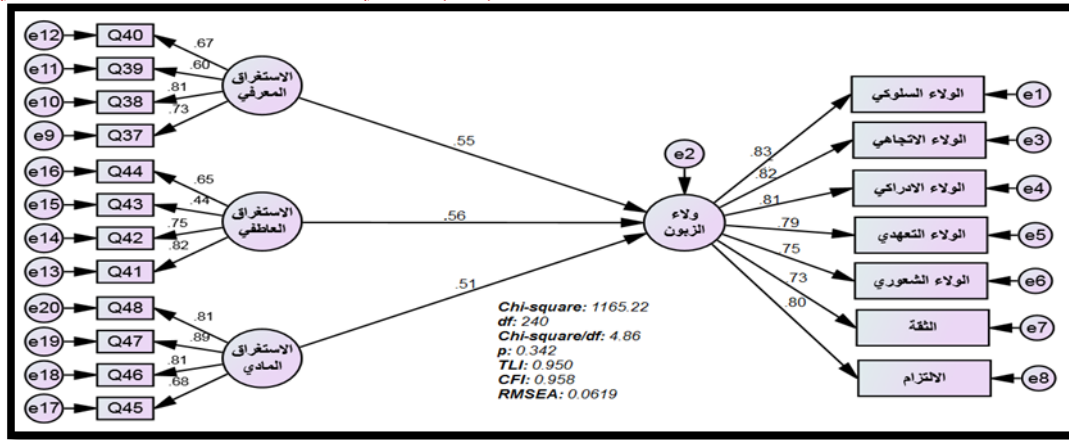 e12
Q40
.67
e11
Q39
.60
e10
Q38
.81
e9
Q37
.73
الاستغراق
المعرفي
.55
e16
Q44
.65
e15
Q43
.44
e14
Q42
.75
e13
Q41
.82
الاستغراق
العاطفي
.56
e20
Q48
.81
e19
Q47
.89
e18
Q46
.81
e17
Q45
.68
الاستغراق
المادي
.51
e2
ولاء
الزبون
.83
الولاء السلوكي
e1
.82
الولاء الاتجاهي
e3
.81
الولاء الادراكي
e4
.79
الولاء التعهدي
e5
.75
الولاء الشعوري
e6
.73
الثقة
e7
.80
الالتزام
e8
Chi-square: 1165.22
df: 240
Chi-square/df: 4.86
p: 0.342
TLI: 0.950
CFI: 0.958
RMSEA: 0.0619